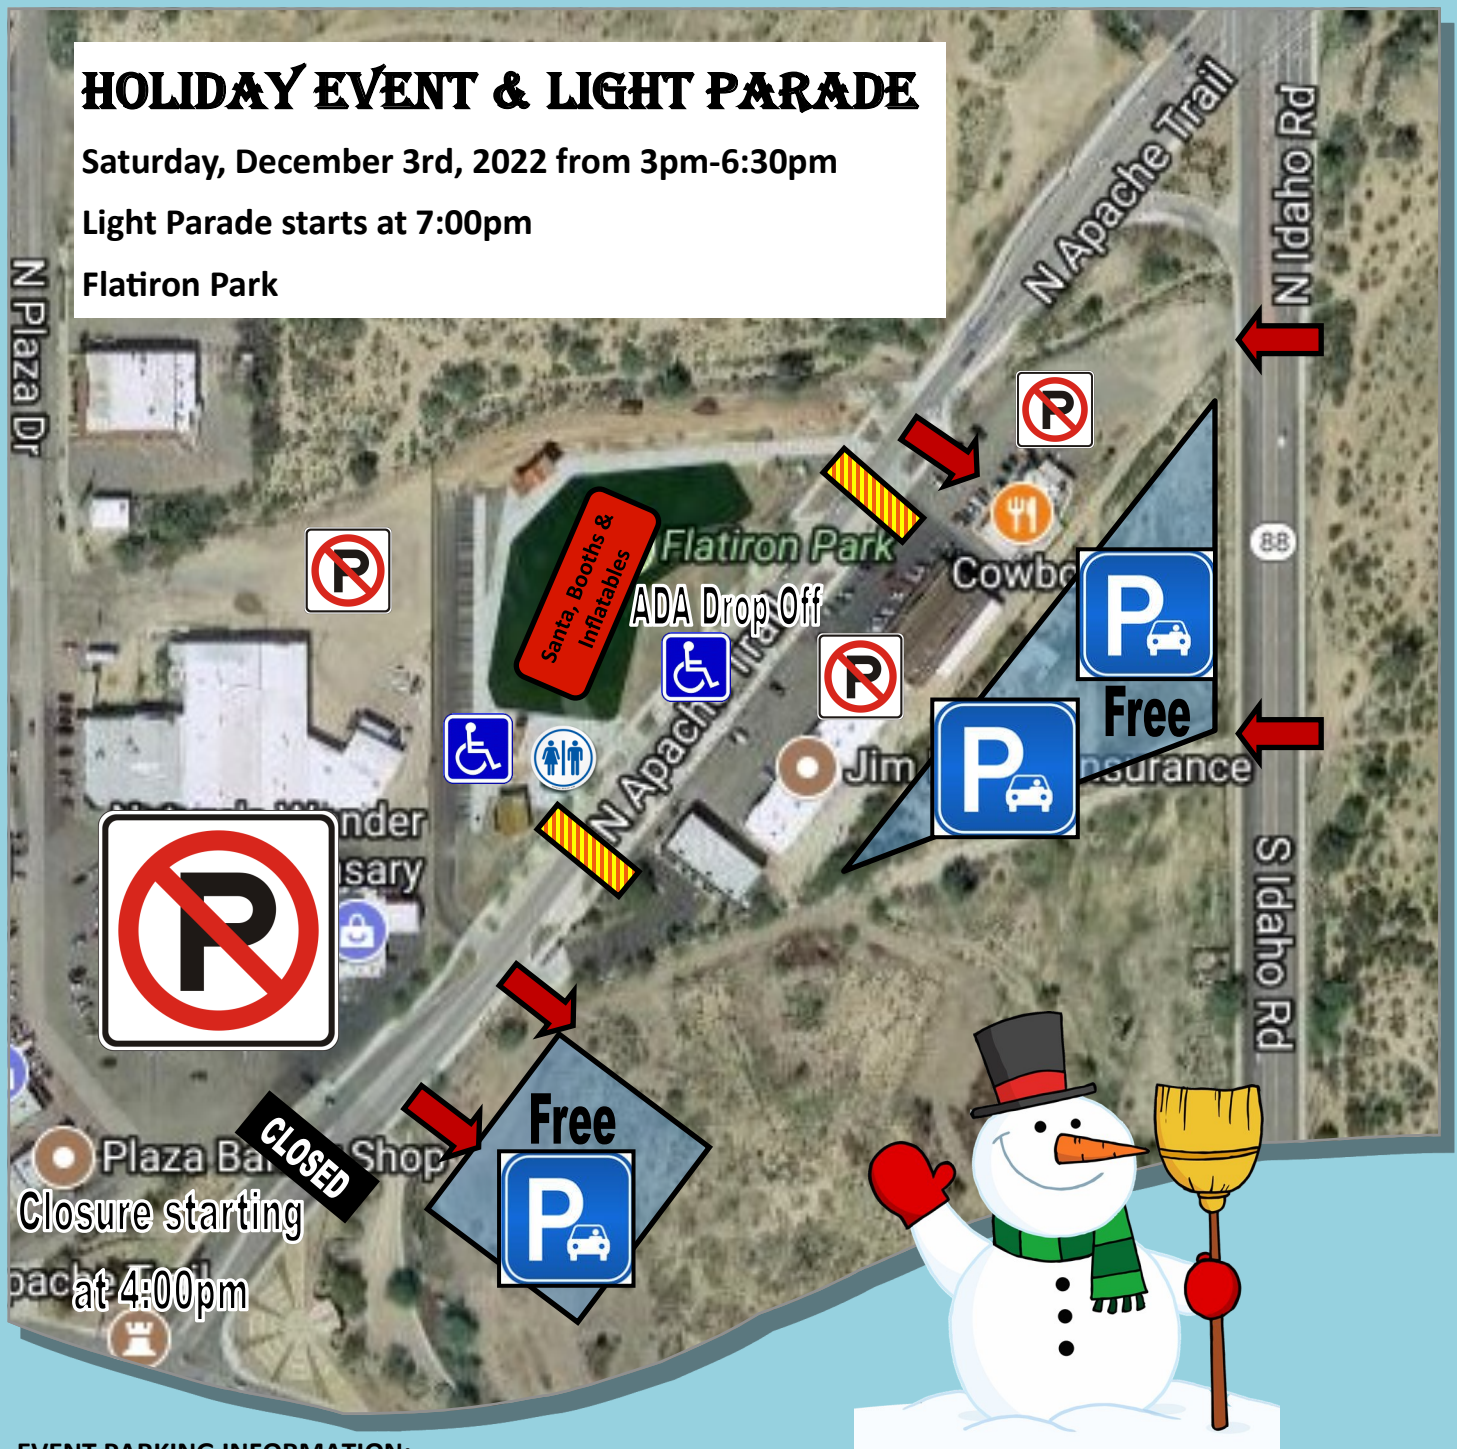 HOLIDAY EVENT & LIGHT PARADE
Saturday, December 3rd, 2022 from 3pm-6:30pm
Light Parade starts at 7:00pm
Flatiron Park
N Apache Trail
N Idaho Rd
N Plaza Dr
P
P
Santa, Booths &
Inflatables
Flatiron Park
ADA Drop Off
88
P
P
Free
P
N Apach
Jim
nsurance
nder
sary
P
S Idaho Rd
Free
P
CLOSED
Plaza Ba Shop
Closure starting
at 4:00pm
EVENT PARKING INFORMATION: